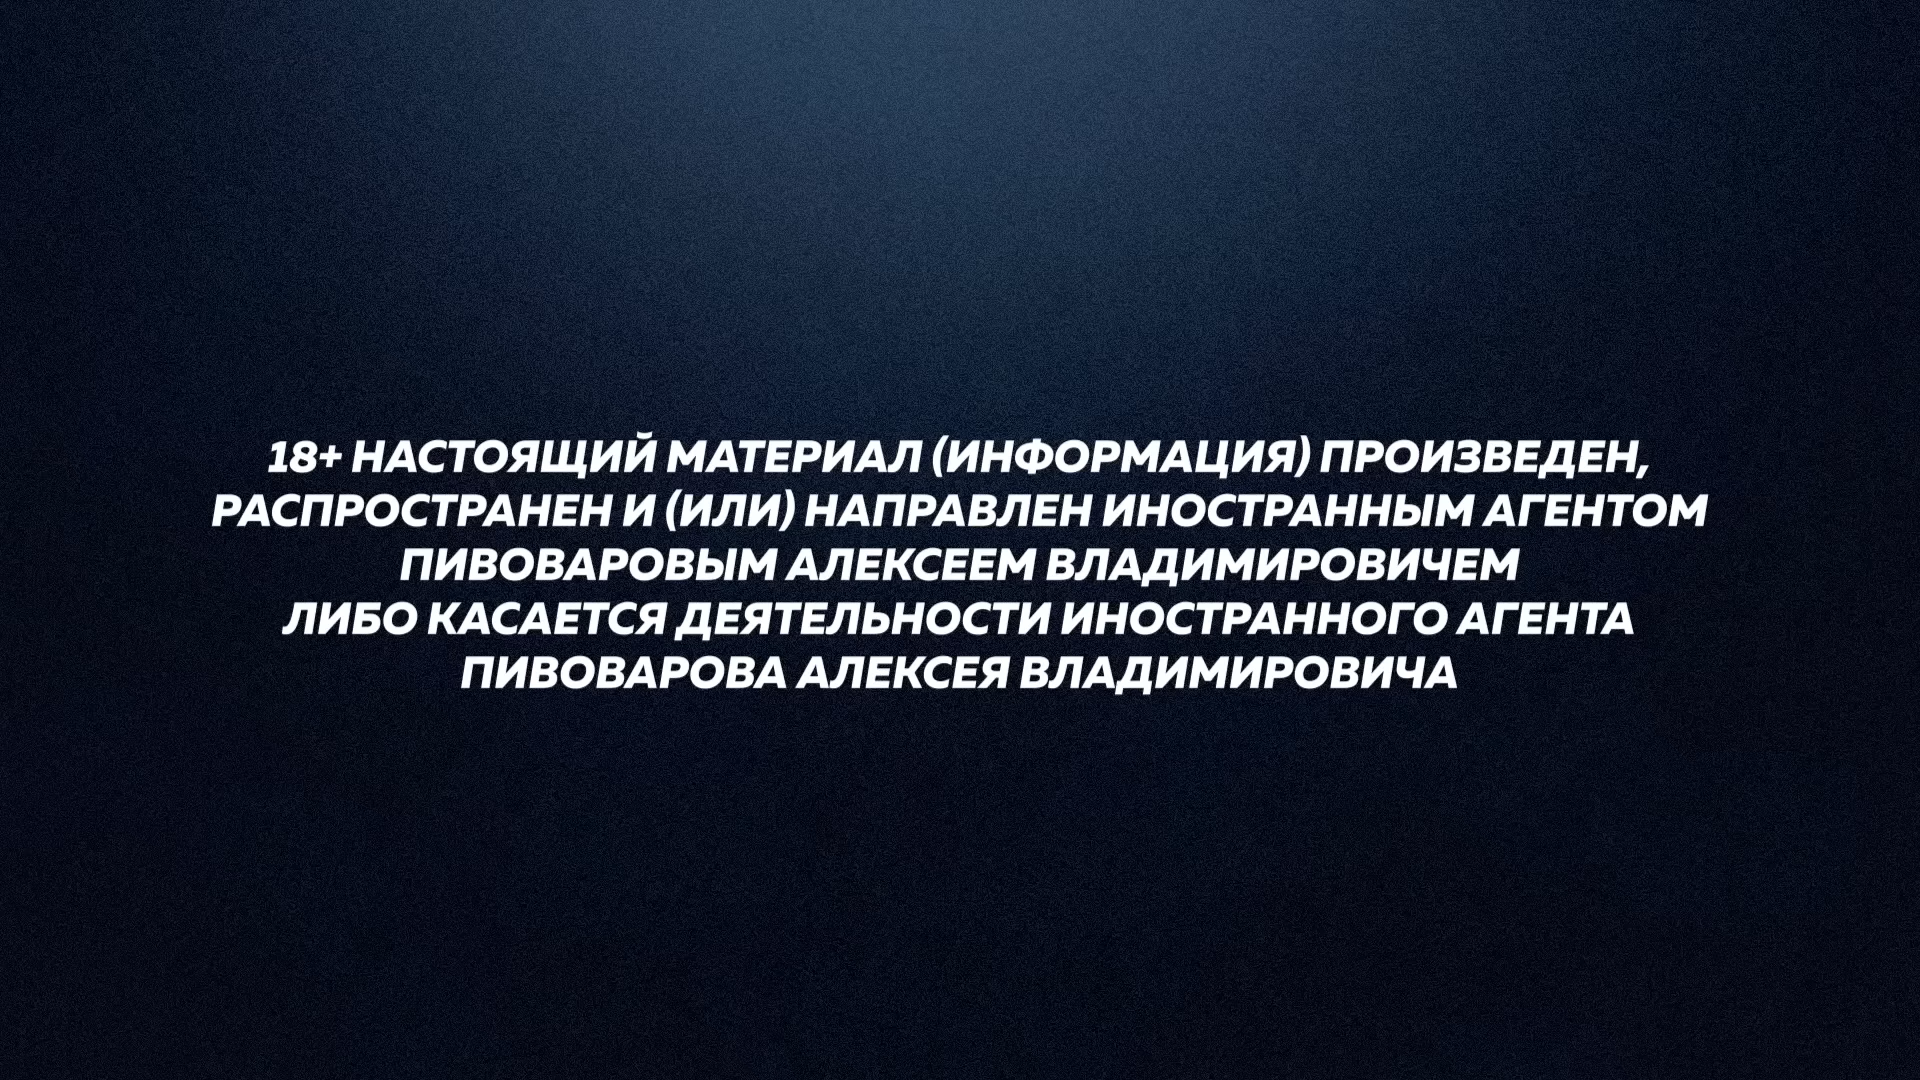 18+ НАСТОЯЩИЙ МАТЕРИАЛ (ИНФОРМАЦИЯ) ПРОИЗВЕДЕН,
РАСПРОСТРАНЕН И (ИЛИ) НАПРАВЛЕН ИНОСТРАННЫМ АГЕНТОМ
ПИВОВАРОВЫМ АЛЕКСЕЕМ ВЛАДИМИРОВИЧЕМ
ЛИБО КАСАЕТСЯ ДЕЯТЕЛЬНОСТИ ИНОСТРАННОГО АГЕНТА
ПИВОВАРОВА АЛЕКСЕЯ ВЛАДИМИРОВИЧА